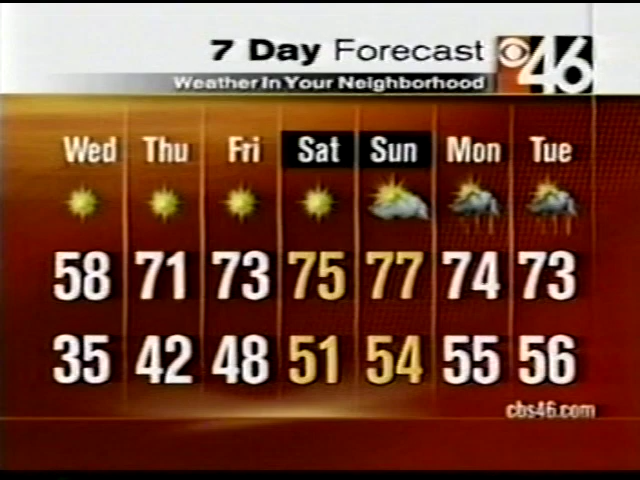 7 Day Forecast
46
Weather In Your Neighborhood
Wed Thu Fri Sat Sun Mon Tue
58 71 73 75 77 74 73
35 42 48 51 54 55 56
cbs46.com